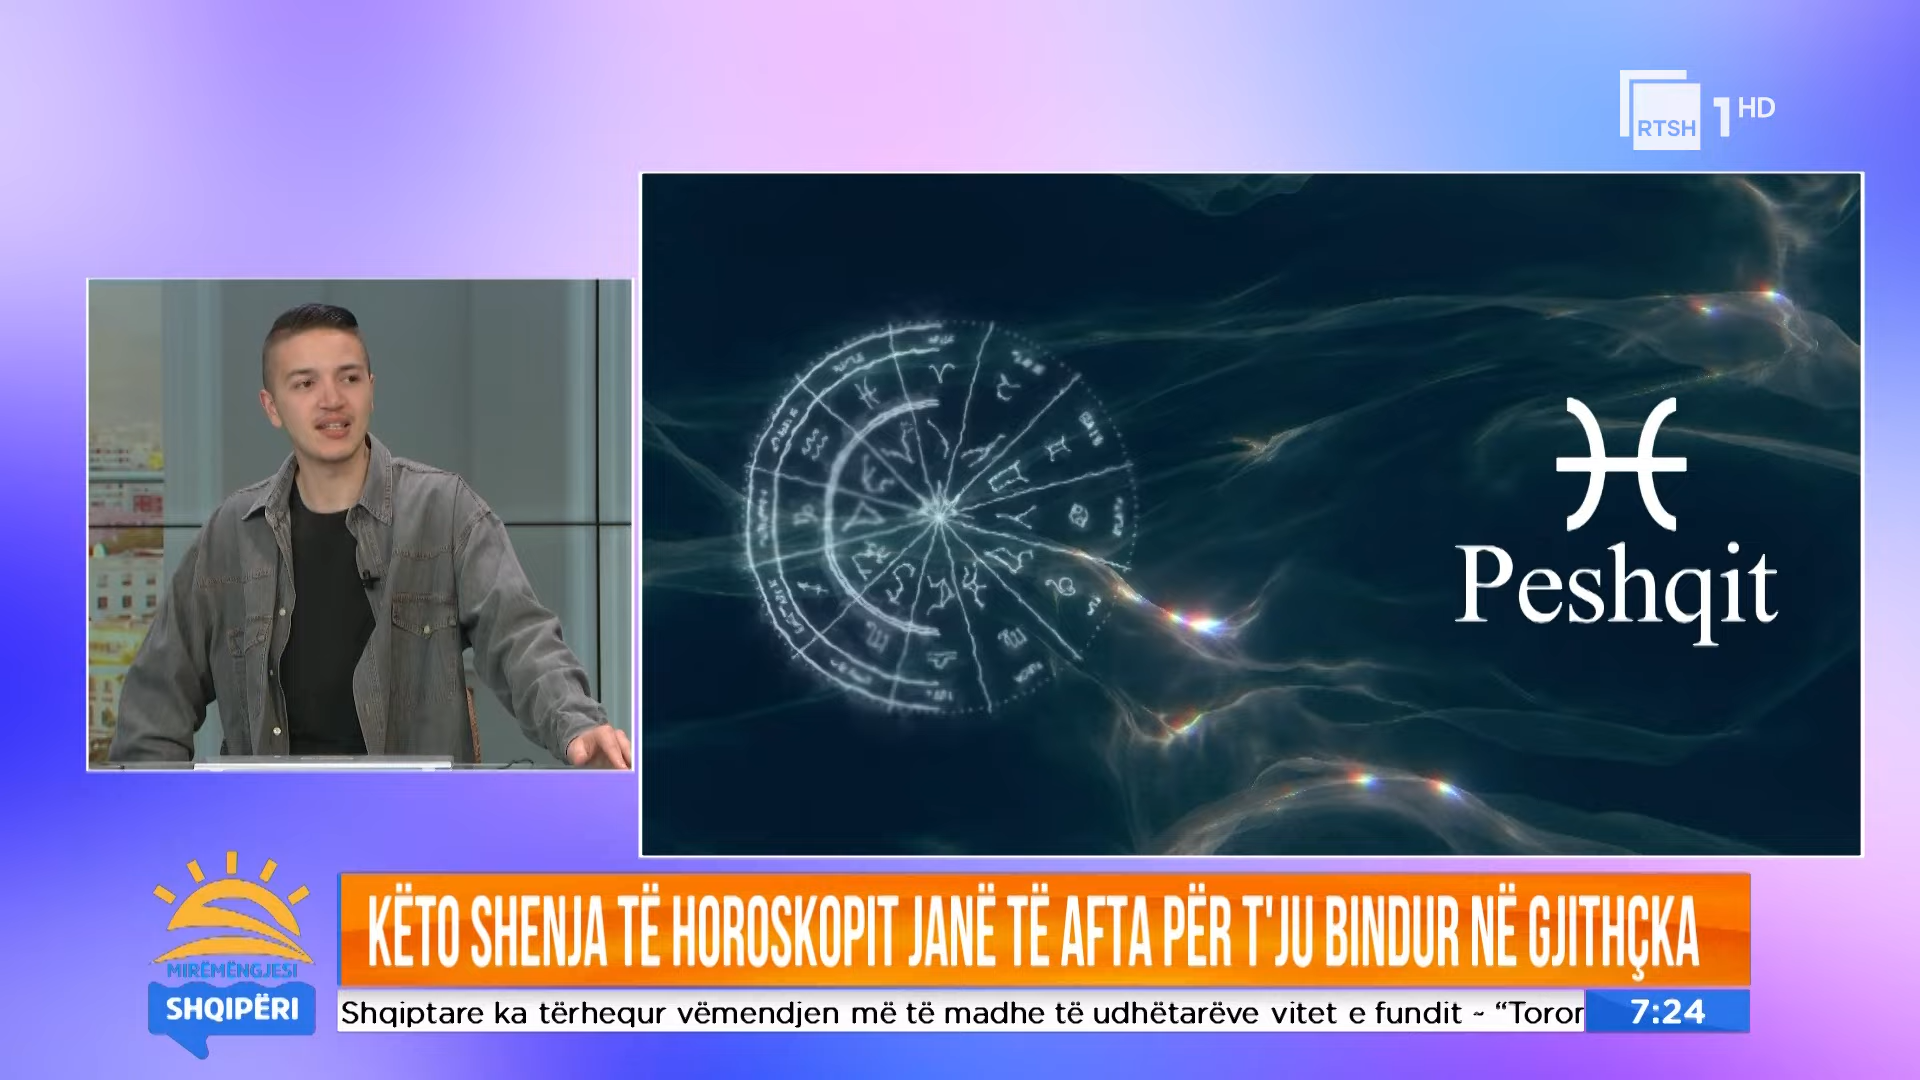 RTSH 1 HD
Peshqit
KËTO SHENJA TË HOROSKOPIT JANË TË AFTA PËR T'JU BINDUR NË GJITHÇKA
MIRËMËNGJESI
SHQIPËRI
Shqiptare ka tërhequr vëmendjen më të madhe të udhëtarëve vitet e fundit ~ “Toror
7:24